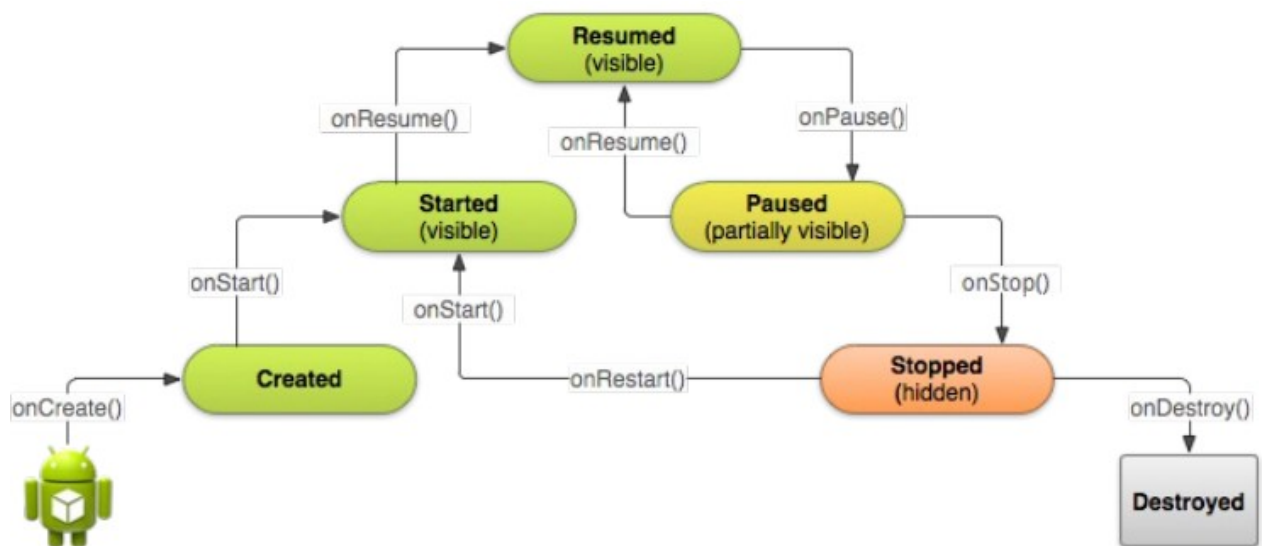 Resumed
(visible)
onResume()
onResume()
onPause()
Started
(visible)
Paused
(partially visible)
onStart()
onStart()
onStop()
Created
onRestart()
Stopped
(hidden)
onCreate()
onDestroy()
Destroyed